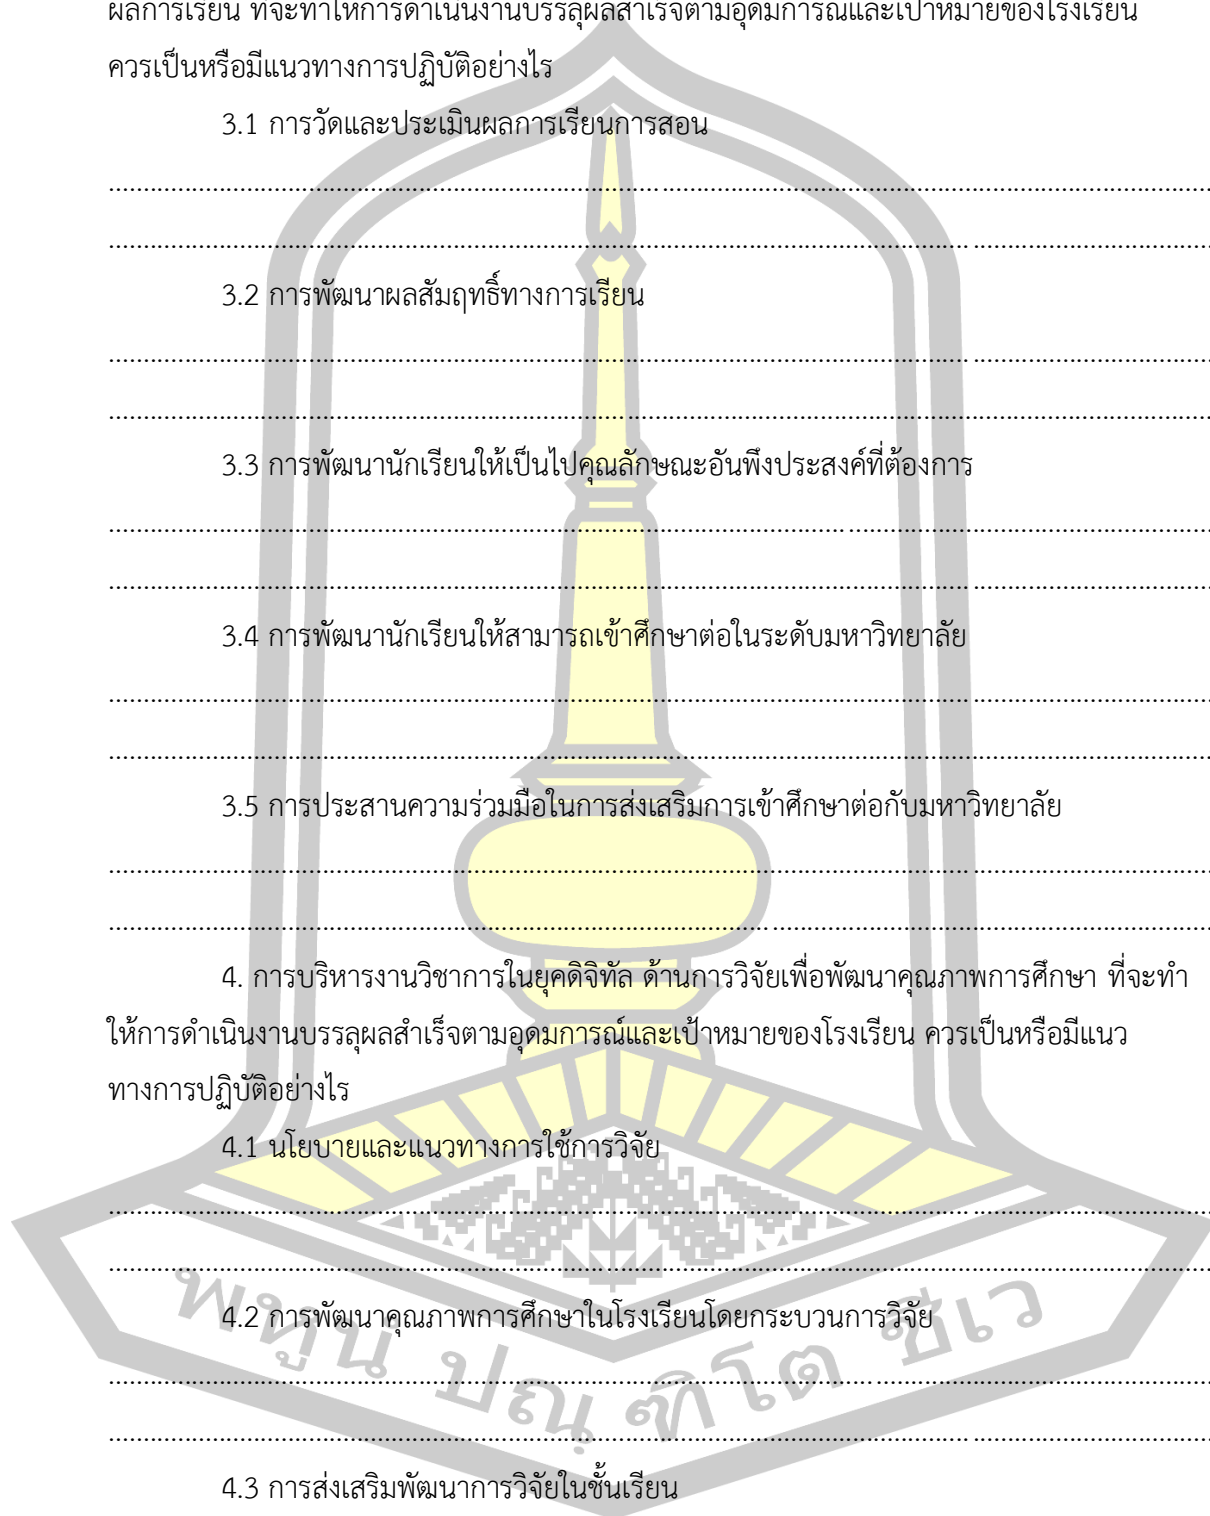 ผลการเรียน ที่จะทำให้การดำเนินงานบรรลุผลสำเร็จตามอุดมการณ์และเป้าหมายของโรงเรียน
ควรเป็นหรือมีแนวทางการปฏิบัติอย่างไร
3.1 การวัดและประเมินผลการเรียนการสอน
3.2 การพัฒนาผลสัมฤทธิ์ทางการเรียน
3.3 การพัฒนานักเรียนให้เป็นไปคุณลักษณะอันพึงประสงค์ที่ต้องการ
3.4 การพัฒนานักเรียนให้สามารถเข้าศึกษาต่อในระดับมหาวิทยาลัย
3.5 การประสานความร่วมมือในการส่งเสริมการเข้าศึกษาต่อกับมหาวิทยาลัย
4. การบริหารงานวิชาการในยุคดิจิทัล ด้านการวิจัยเพื่อพัฒนาคุณภาพการศึกษา ที่จะทำ
ให้การดำเนินงานบรรลุผลสำเร็จตามอุดมการณ์และเป้าหมายของโรงเรียน ควรเป็นหรือมีแนว
ทางการปฏิบัติอย่างไร
4.1 นโยบายและแนวทางการใช้การวิจัย
4.2 การพัฒนาคุณภาพการศึกษาในโรงเรียนโดยกระบวนการวิจัย
พหูน ปณฺฑิโต ชีเว
4.3 การส่งเสริมพัฒนาการวิจัยในชั้นเรียน